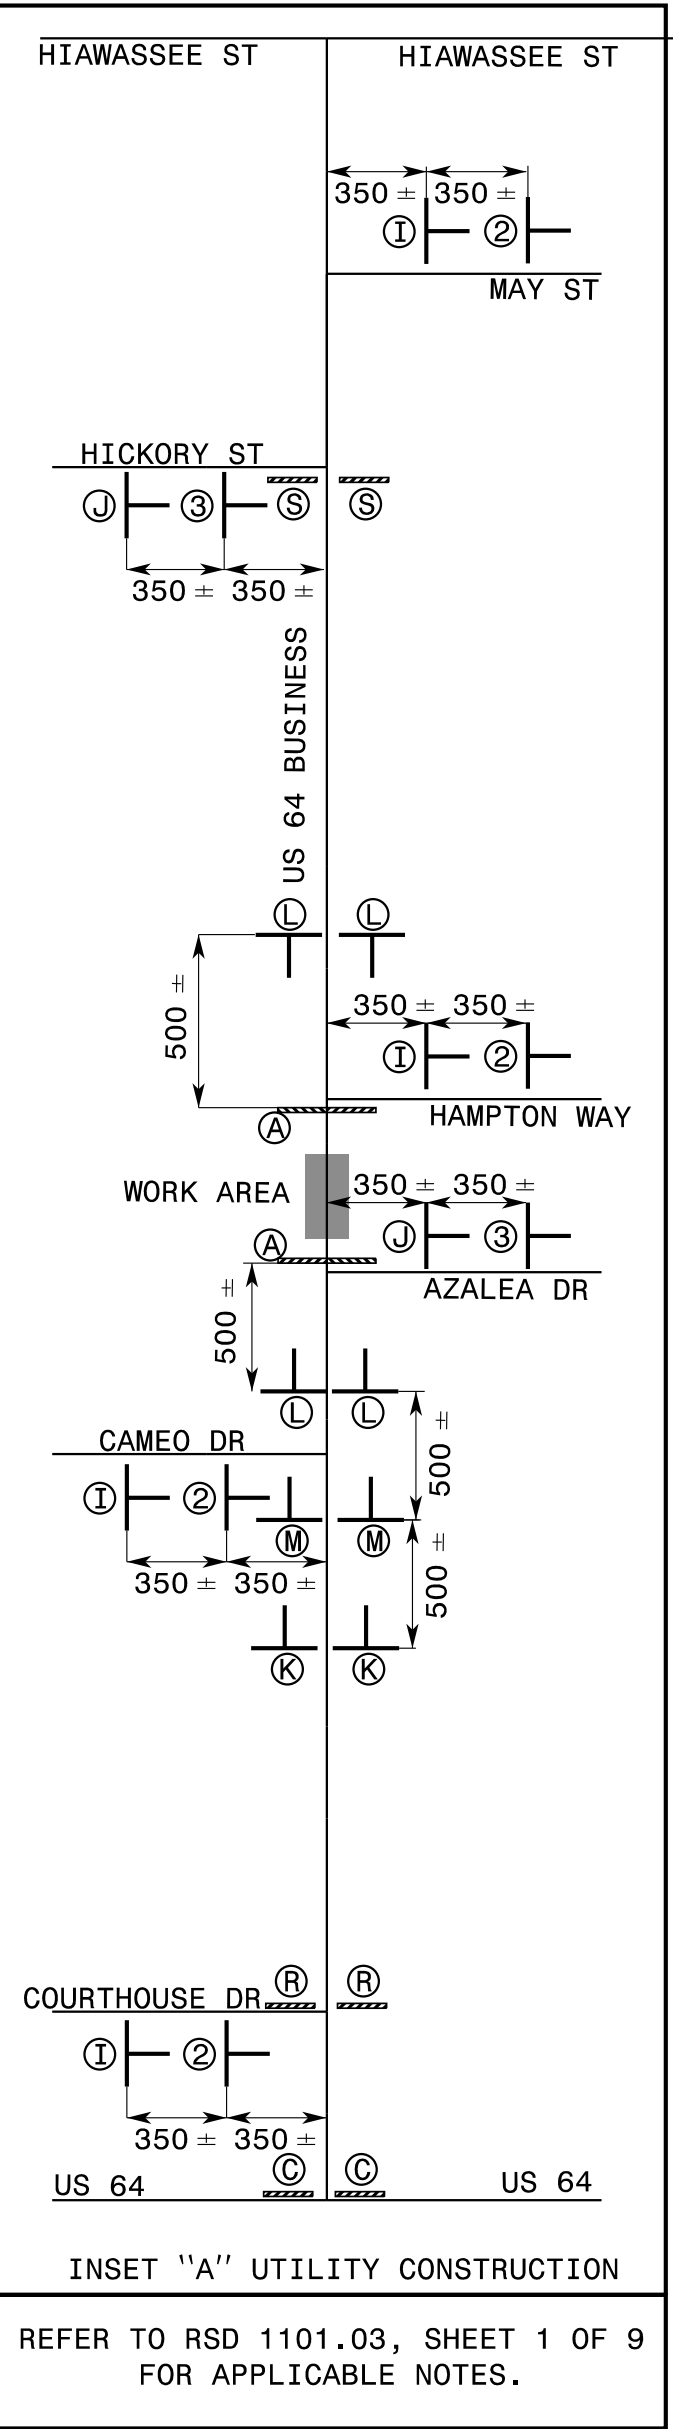 HIAWASSEE ST HIAWASSEE ST
350 ± 350 ±
I 2
MAY ST
HICKORY ST
J 3 S S
350 ± 350 ±
US 64 BUSINESS
L L
500 ±
350 ± 350 ±
I 2
HAMPTON WAY
A
WORK AREA
350 ± 350 ±
J 3
A
AZALEA DR
500 ±
L L
CAMEO DR
500 ±
I 2 M M
350 ± 350 ±
500 ±
K K
R R
COURTHOUSE DR
I 2
350 ± 350 ±
C C
US 64 US 64
INSET "A" UTILITY CONSTRUCTION
REFER TO RSD 1101.03, SHEET 1 OF 9
FOR APPLICABLE NOTES.